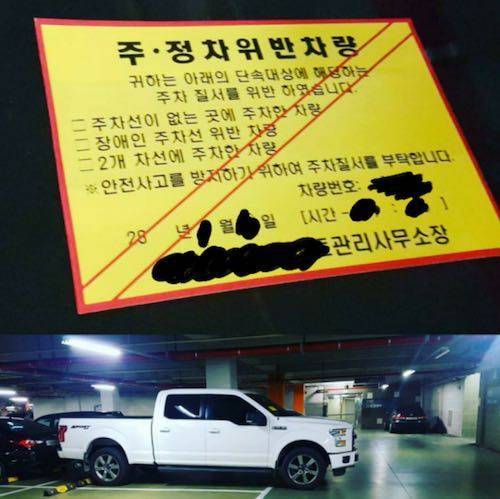 주·정차위반차량
귀하는 아래의 단속대상에 해당하는
주차 질서를 위반 하였습니다.
□ 주차선이 없는 곳에 주차한 차량
□ 장애인 주차선 위반 차량
□ 2개 차선에 주차한 차량
※안전사고를 방지하기 위하여 주차질서를 부탁합니다.
차량번호:
년 월 일 [시간 - : ]
관리사무소장